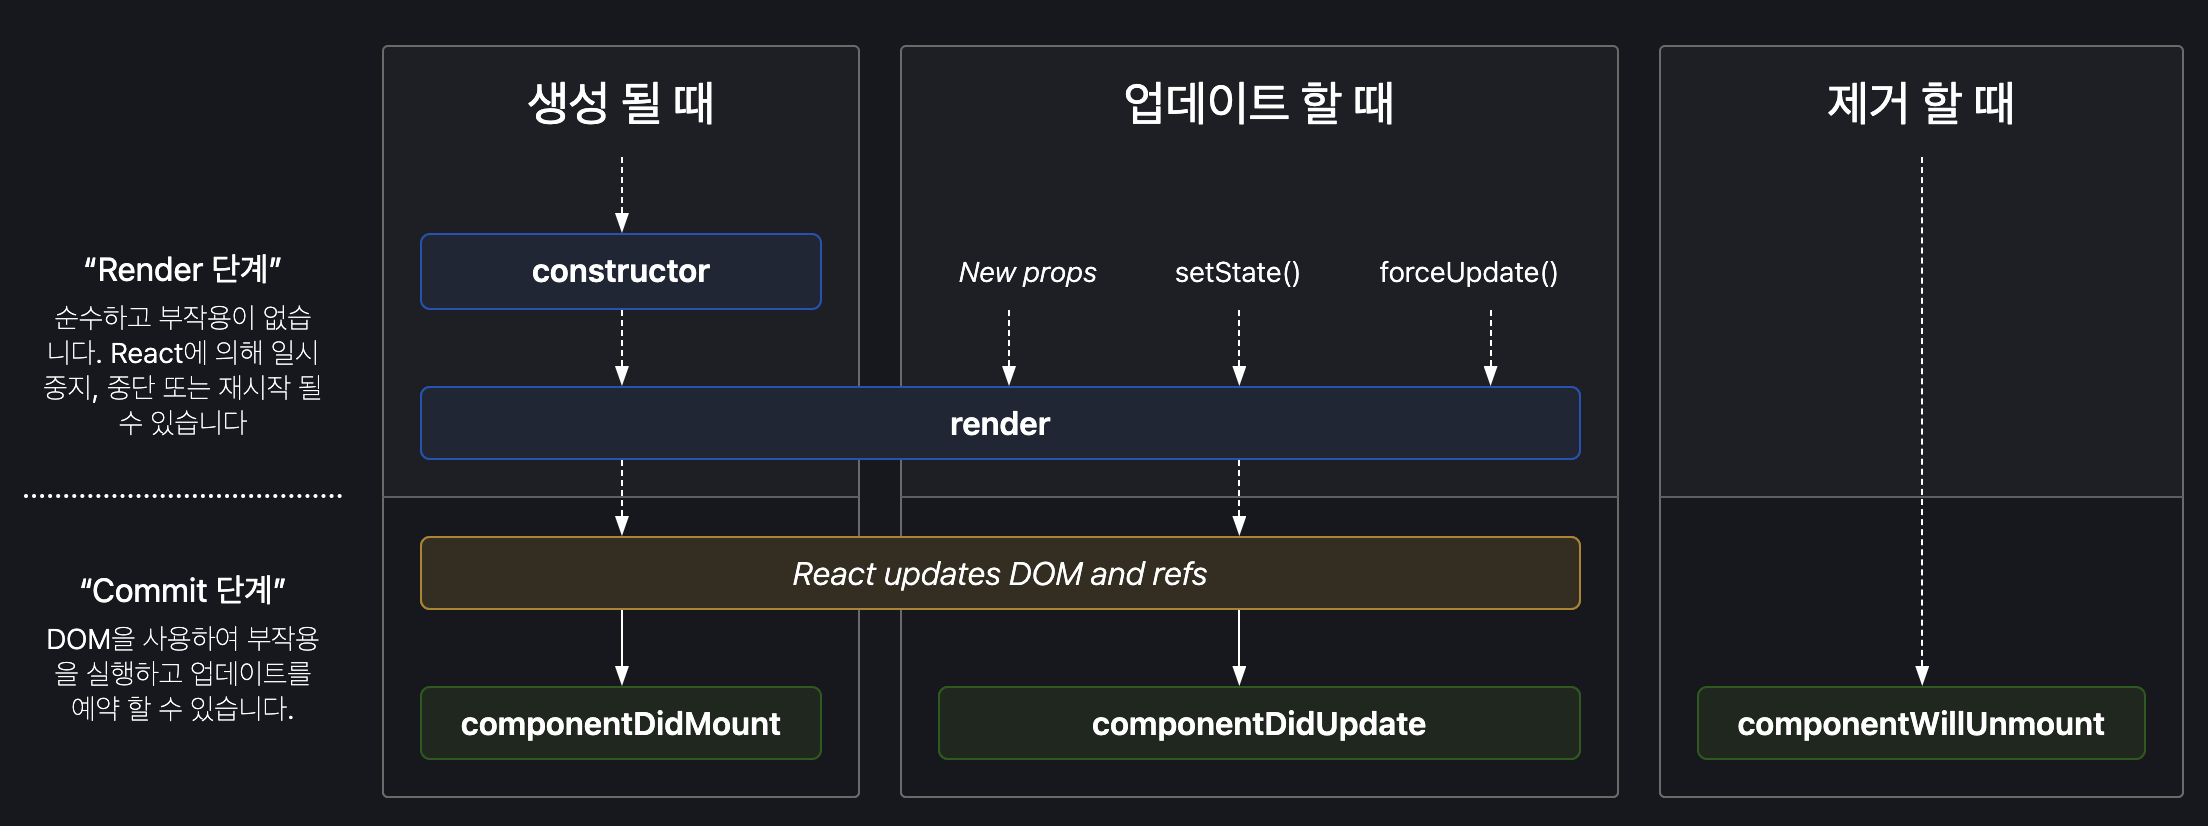 생성 될 때
업데이트 할 때
제거 할 때
“Render 단계”
순수하고 부작용이 없습
니다. React에 의해 일시
중지, 중단 또는 재시작 될
수 있습니다
constructor
New props
setState()
forceUpdate()
render
“Commit 단계”
DOM을 사용하여 부작용
을 실행하고 업데이트를
예약 할 수 있습니다.
React updates DOM and refs
componentDidMount
componentDidUpdate
componentWillUnmount